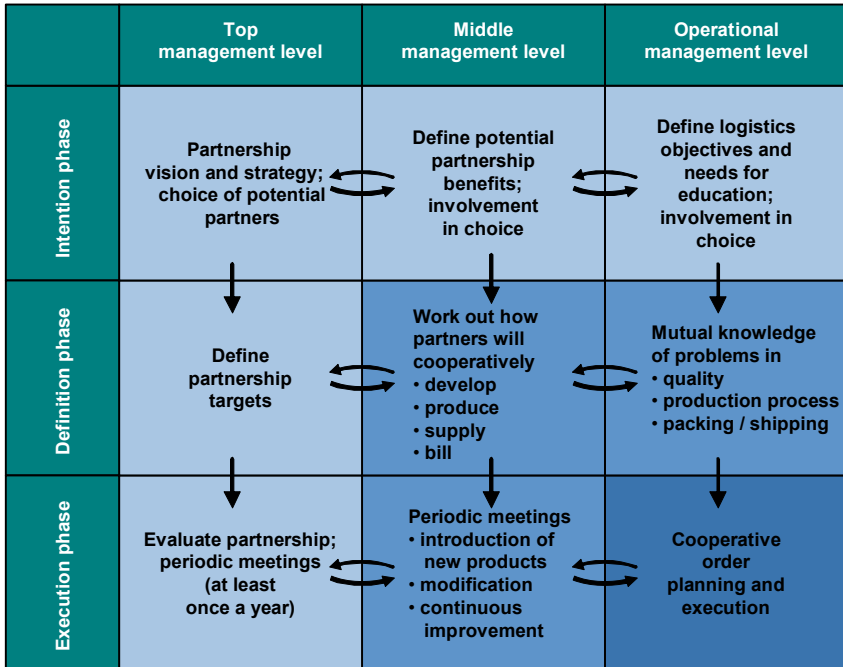 Top
management level
Middle
management level
Operational
management level
Intention phase
Partnership
vision and strategy;
choice of potential
partners
Define potential
partnership
benefits;
involvement
in choice
Define logistics
objectives and
needs for
education;
involvement in
choice
Definition phase
Define
partnership
targets
Work out how
partners will
cooperatively
• develop
• produce
• supply
• bill
Mutual knowledge
of problems in
• quality
• production process
• packing / shipping
Execution phase
Evaluate partnership;
periodic meetings
(at least
once a year)
Periodic meetings
• introduction of
new products
• modification
• continuous
improvement
Cooperative
order
planning and
execution